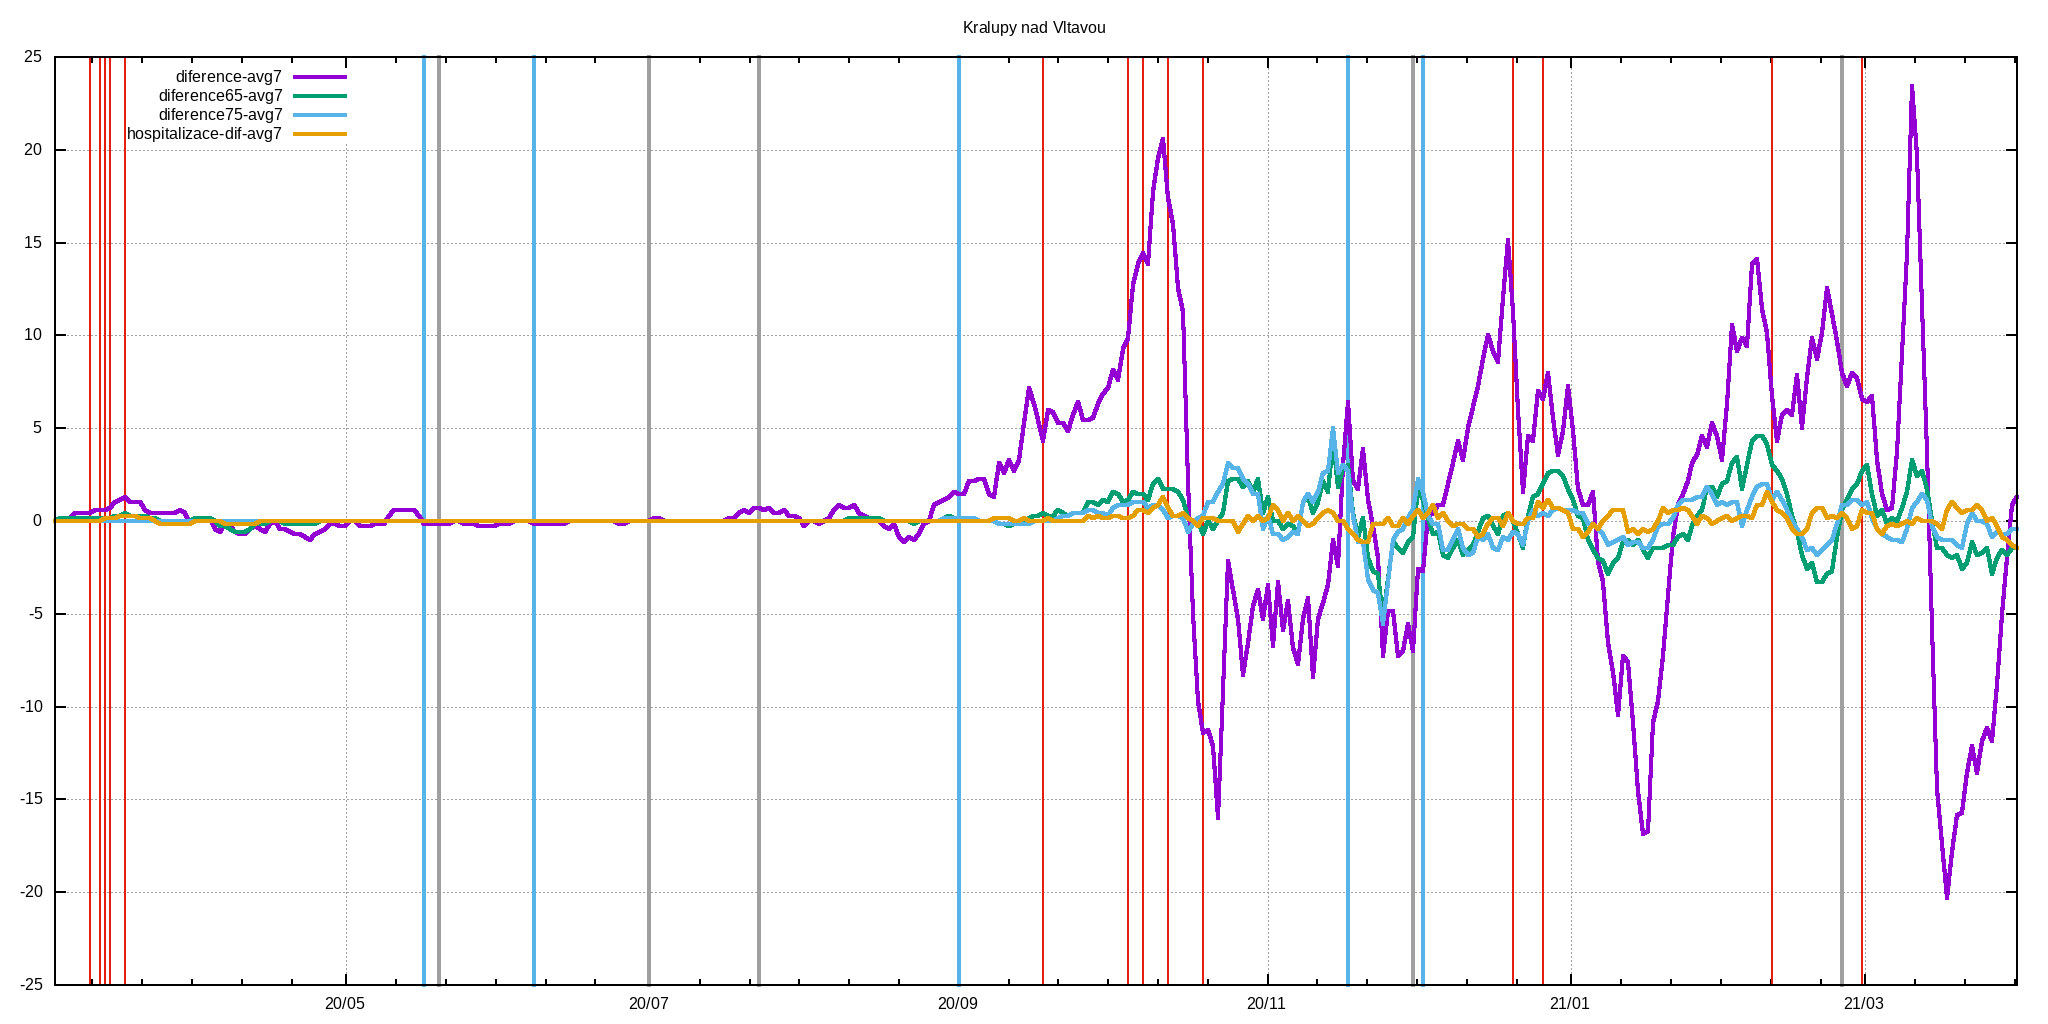 Kralupy nad Vltavou
diference-avg7
diference65-avg7
diference75-avg7
hospitalizace-dif-avg7
25
20
15
10
5
0
-5
-10
-15
-20
-25
20/05 20/07 20/09 20/11 21/01 21/03